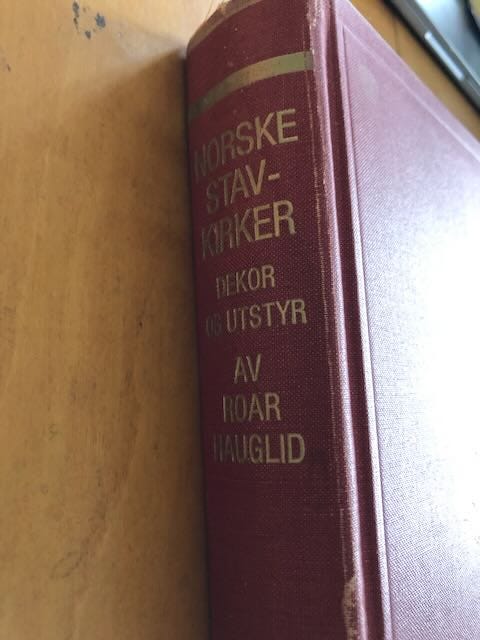 NORSKE
STAV-
KIRKER
DEKOR
OG UTSTYR
AV
ROAR
HAUGLID